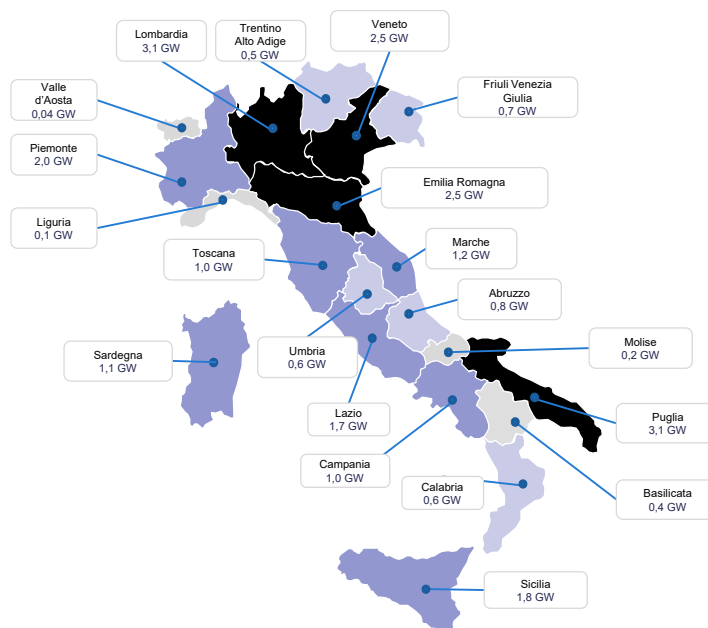 Lombardia
3,1 GW
Trentino
Alto Adige
0,5 GW
Veneto
2,5 GW
Valle
d'Aosta
0,04 GW
Friuli Venezia
Giulia
0,7 GW
Piemonte
2,0 GW
Emilia Romagna
2,5 GW
Liguria
0,1 GW
Toscana
1,0 GW
Marche
1,2 GW
Abruzzo
0,8 GW
Sardegna
1,1 GW
Umbria
0,6 GW
Molise
0,2 GW
Lazio
1,7 GW
Puglia
3,1 GW
Campania
1,0 GW
Calabria
0,6 GW
Basilicata
0,4 GW
Sicilia
1,8 GW